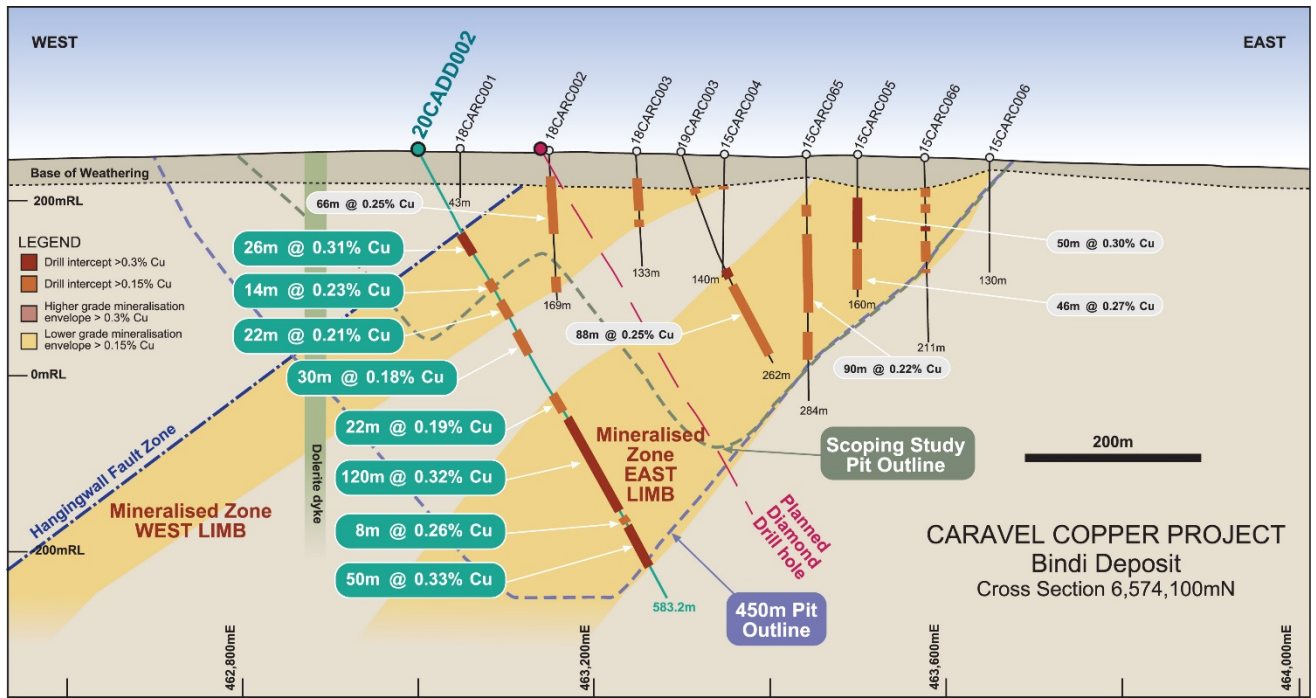 WEST
EAST
20CADD002
18CARC001
18CARC002
18CARC003
19CARC003
15CARC004
15CARC065
15CARC005
15CARC066
15CARC006
Base of Weathering
200mRL
43m
66m @ 0.25% Cu
LEGEND
Drill intercept >0.3% Cu
Drill intercept >0.15% Cu
Higher grade mineralisation
envelope > 0.3% Cu
Lower grade mineralisation
envelope > 0.15% Cu
26m @ 0.31% Cu
14m @ 0.23% Cu
22m @ 0.21% Cu
30m @ 0.18% Cu
22m @ 0.19% Cu
120m @ 0.32% Cu
8m @ 0.26% Cu
50m @ 0.33% Cu
169m
133m
140m
88m @ 0.25% Cu
262m
284m
90m @ 0.22% Cu
160m
50m @ 0.30% Cu
46m @ 0.27% Cu
130m
211m
0mRL
Hangingwall Fault Zone
Dolerite dyke
Mineralised Zone
WEST LIMB
Mineralised
Zone
EAST
LIMB
Scoping Study
Pit Outline
Planned
Diamond
Drill hole
200m
-200mRL
583.2m
450m Pit
Outline
CARAVEL COPPER PROJECT
Bindi Deposit
Cross Section 6,574,100mN
462,800mE
463,200mE
463,600mE
464,000mE